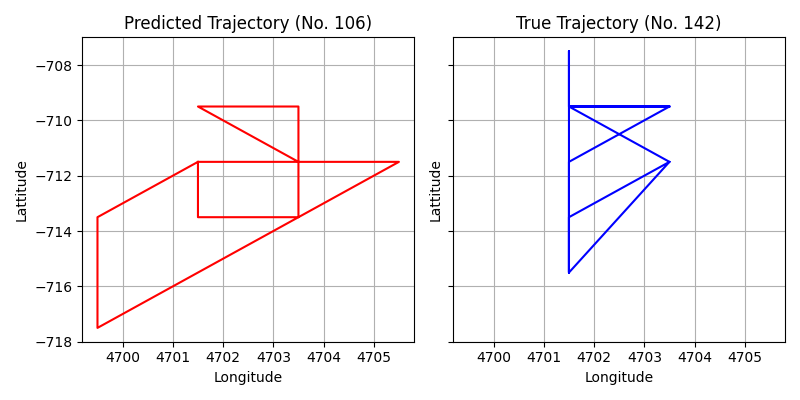 Predicted Trajectory (No. 106)
True Trajectory (No. 142)
Lattitude
−708
−710
−712
−714
−716
−718
4700 4701 4702 4703 4704 4705
Longitude
Lattitude
4700 4701 4702 4703 4704 4705
Longitude